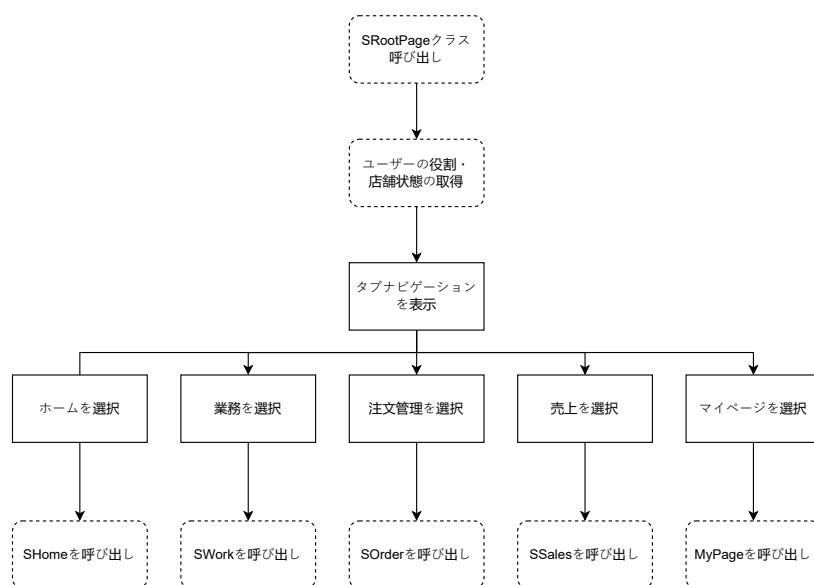 SRootPageクラス
呼び出し
ユーザーの役割・
店舗状態の取得
タブナビゲーション
を表示
ホームを選択
業務を選択
注文管理を選択
売上を選択
マイページを選択
SHomeを呼び出し
SWorkを呼び出し
SOrderを呼び出し
SSalesを呼び出し
MyPageを呼び出し